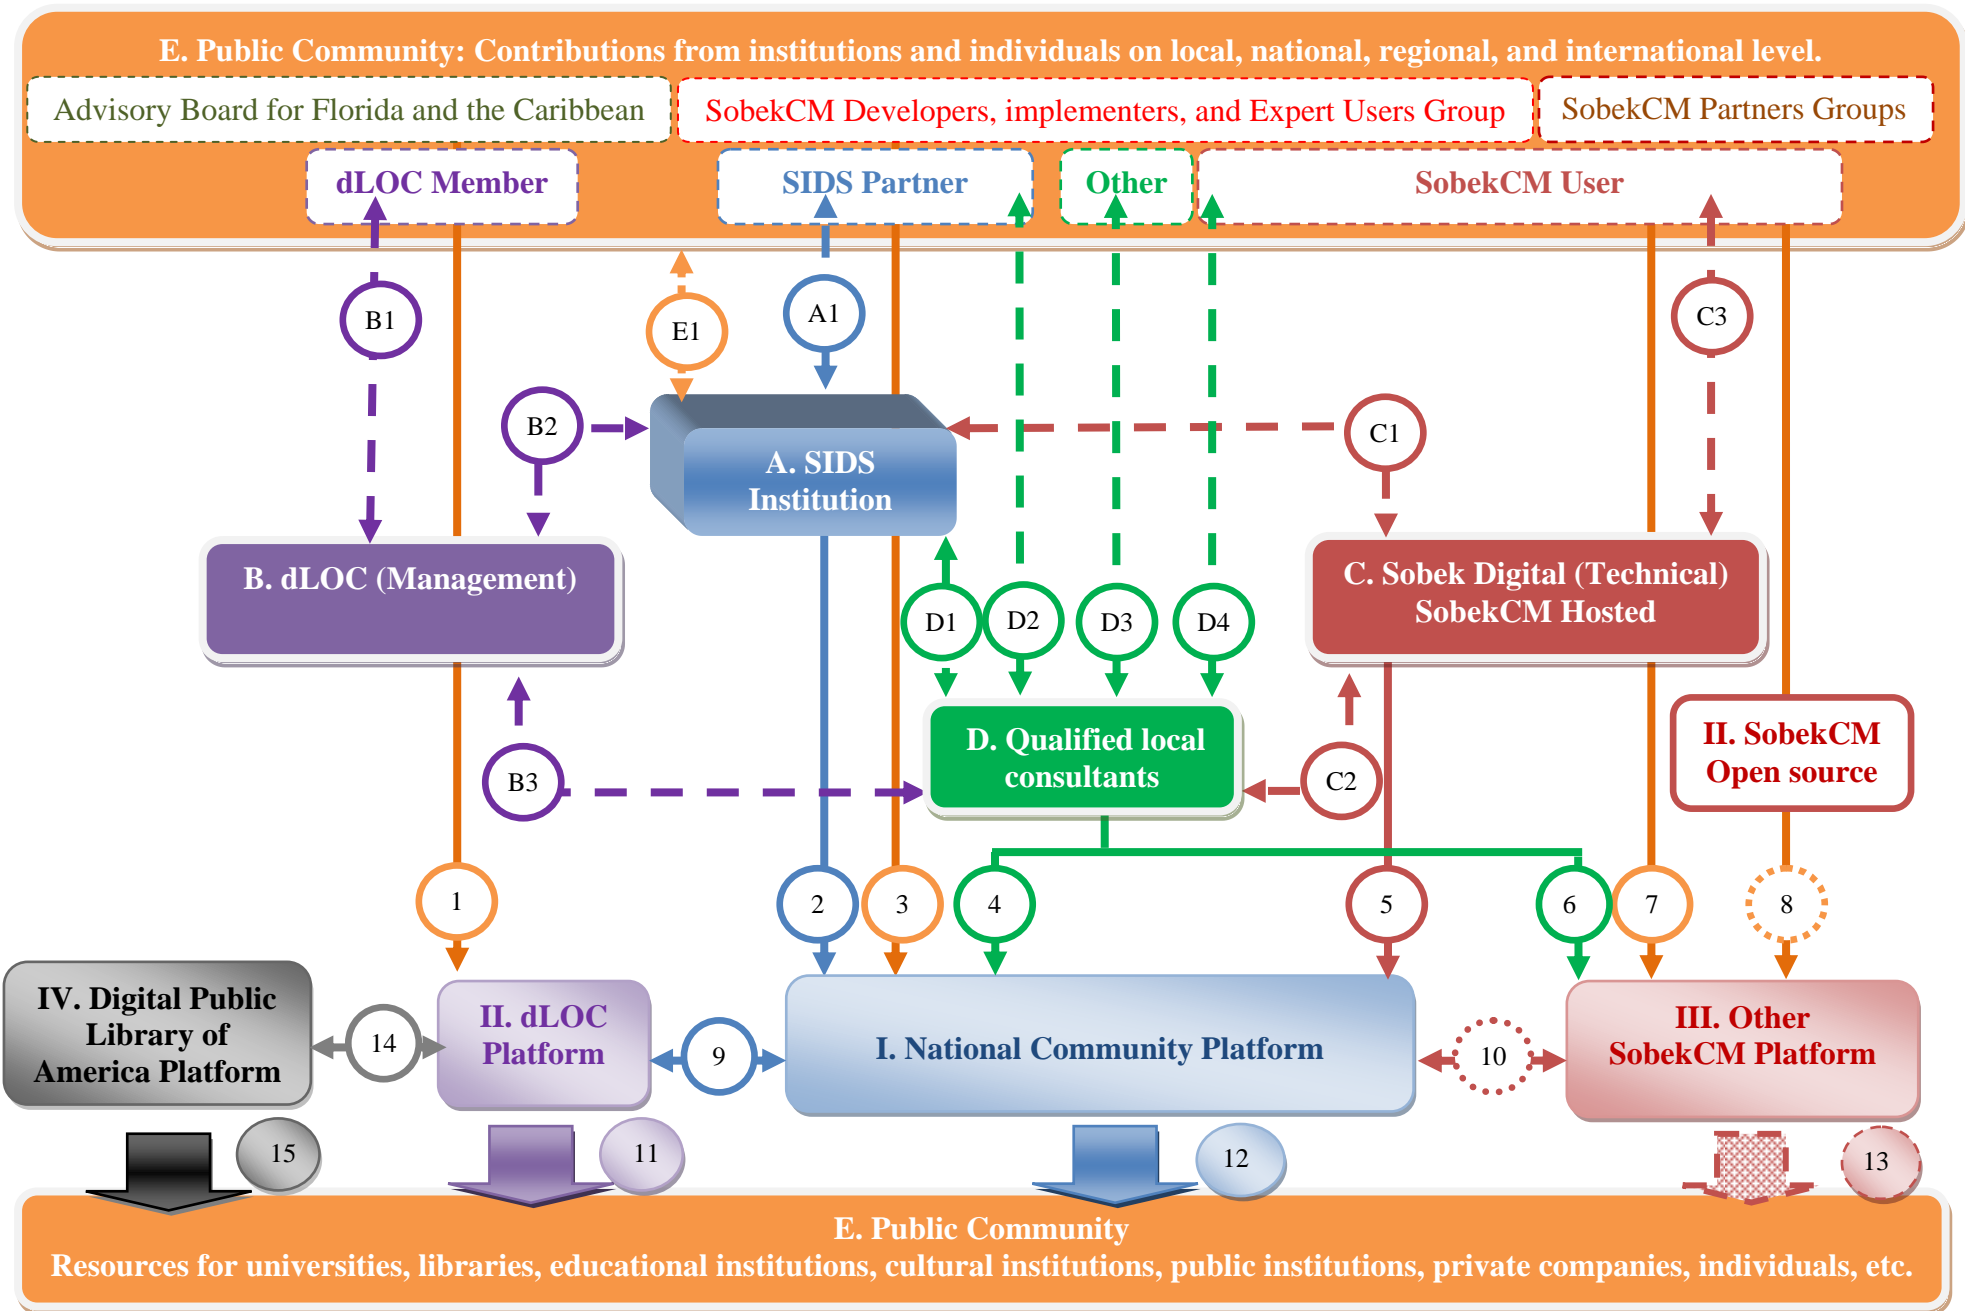 E. Public Community: Contributions from institutions and individuals on local, national, regional, and international level.
Advisory Board for Florida and the Caribbean
SobekCM Developers, implementers, and Expert Users Group
SobekCM Partners Groups
dLOC Member
SIDS Partner
Other
SobekCM User
B1
E1
A1
C3
B2
C1
A. SIDS
Institution
B. dLOC (Management)
C. Sobek Digital (Technical)
SobekCM Hosted
D1
D2
D3
D4
D. Qualified local
consultants
II. SobekCM
Open source
B3
C2
1
2
3
4
5
6
7
8
IV. Digital Public
Library of
America Platform
14
II. dLOC
Platform
9
I. National Community Platform
10
III. Other
SobekCM Platform
15
11
12
13
E. Public Community
Resources for universities, libraries, educational institutions, cultural institutions, public institutions, private companies, individuals, etc.